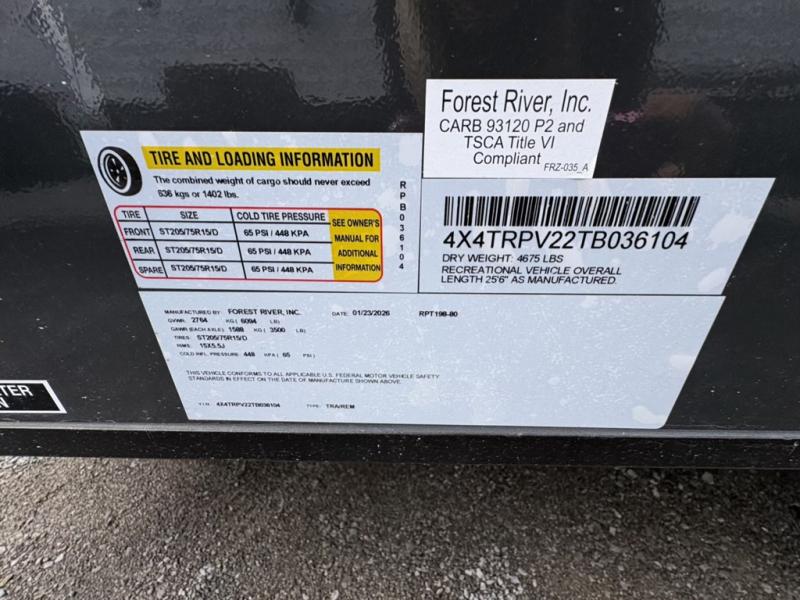 Forest River, Inc.
CARB 93120 P2 and
TSCA Title VI
Compliant
FRZ-035_A
TIRE AND LOADING INFORMATION
The combined weight of cargo should never exceed
636 kgs or 1402 lbs.
TIRE SIZE COLD TIRE PRESSURE
FRONT ST205/75R15/D 65 PSI / 448 KPA
REAR ST205/75R15/D 65 PSI / 448 KPA
SPARE ST205/75R15/D 65 PSI / 448 KPA
SEE OWNER'S
MANUAL FOR
ADDITIONAL
INFORMATION
RPB036104
4X4TRPV22TB036104
DRY WEIGHT: 4675 LBS
RECREATIONAL VEHICLE OVERALL
LENGTH 25'6" AS MANUFACTURED.
MANUFACTURED BY: FOREST RIVER, INC. DATE: 01/23/2026 RPT19B-80
GVWR: 2764 KG ( 6094 LB)
GAWR (EACH AXLE): 1588 KG ( 3500 LB)
TIRES: ST205/75R15/D
RIMS: 15X5.5J
COLD INFL. PRESSURE: 448 KPA ( 65 PSI)
THIS VEHICLE CONFORMS TO ALL APPLICABLE U.S. FEDERAL MOTOR VEHICLE SAFETY
STANDARDS IN EFFECT ON THE DATE OF MANUFACTURE SHOWN ABOVE.
V.I.N.: 4X4TRPV22TB036104 TYPE: TRA/REM
TER
N